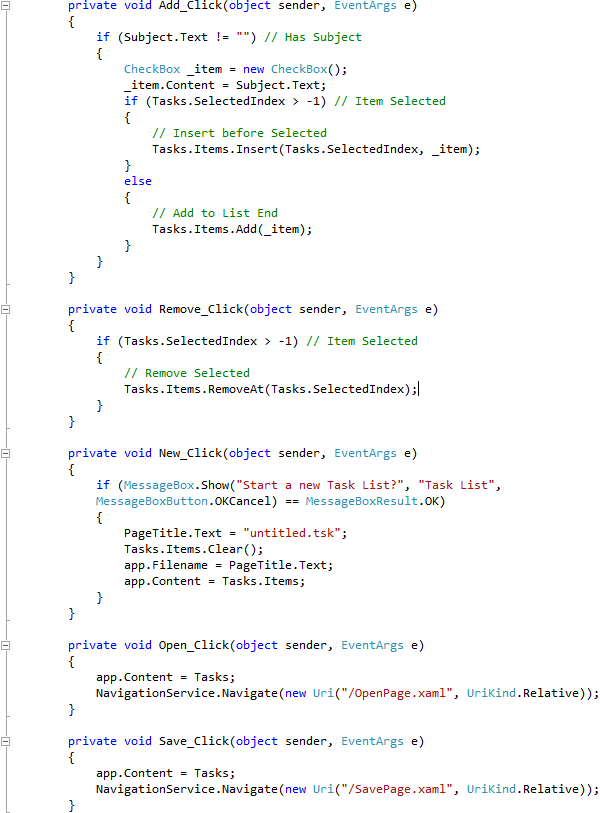 private void Add_Click(object sender, EventArgs e)
{
if (Subject.Text != "") // Has Subject
{
CheckBox _item = new CheckBox();
_item.Content = Subject.Text;
if (Tasks.SelectedIndex > -1) // Item Selected
{
// Insert before Selected
Tasks.Items.Insert(Tasks.SelectedIndex, _item);
}
else
{
// Add to List End
Tasks.Items.Add(_item);
}
}
}
private void Remove_Click(object sender, EventArgs e)
{
if (Tasks.SelectedIndex > -1) // Item Selected
{
// Remove Selected
Tasks.Items.RemoveAt(Tasks.SelectedIndex);
}
}
private void New_Click(object sender, EventArgs e)
{
if (MessageBox.Show("Start a new Task List?", "Task List",
MessageBoxButton.OKCancel) == MessageBoxResult.OK)
{
PageTitle.Text = "untitled.tsk";
Tasks.Items.Clear();
app.Filename = PageTitle.Text;
app.Content = Tasks.Items;
}
}
private void Open_Click(object sender, EventArgs e)
{
app.Content = Tasks;
NavigationService.Navigate(new Uri("/OpenPage.xaml", UriKind.Relative));
}
private void Save_Click(object sender, EventArgs e)
{
app.Content = Tasks;
NavigationService.Navigate(new Uri("/SavePage.xaml", UriKind.Relative));
}